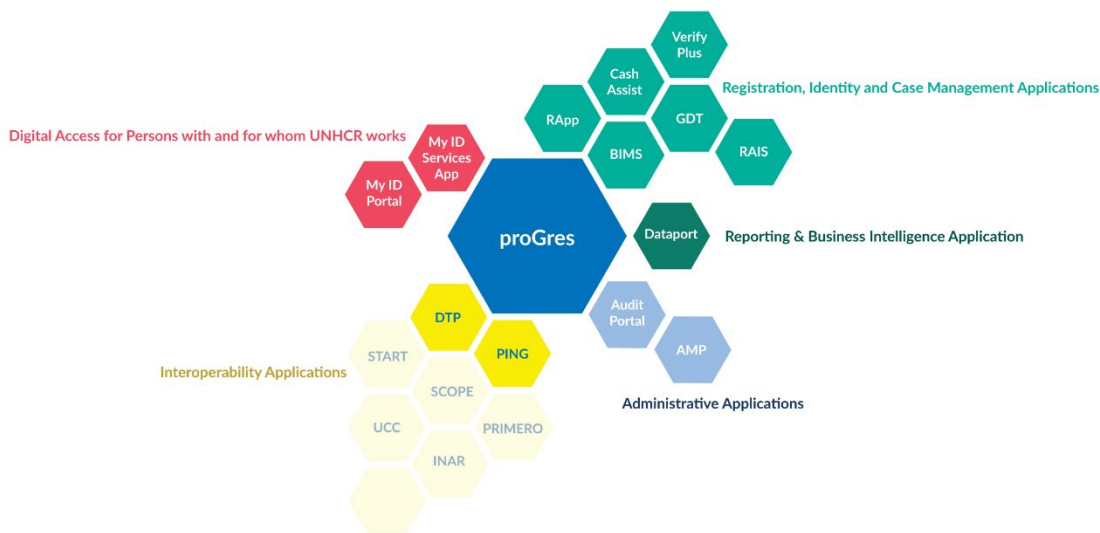 Verify
Plus
Cash
Assist
Registration, Identity and Case Management Applications
RApp
GDT
Digital Access for Persons with and for whom UNHCR works
My ID
Services
App
BIMS
RAIS
My ID
Portal
proGres
Dataport
Reporting & Business Intelligence Application
Audit
Portal
DTP
PING
AMP
START
Interoperability Applications
SCOPE
Administrative Applications
UCC
PRIMERO
INAR